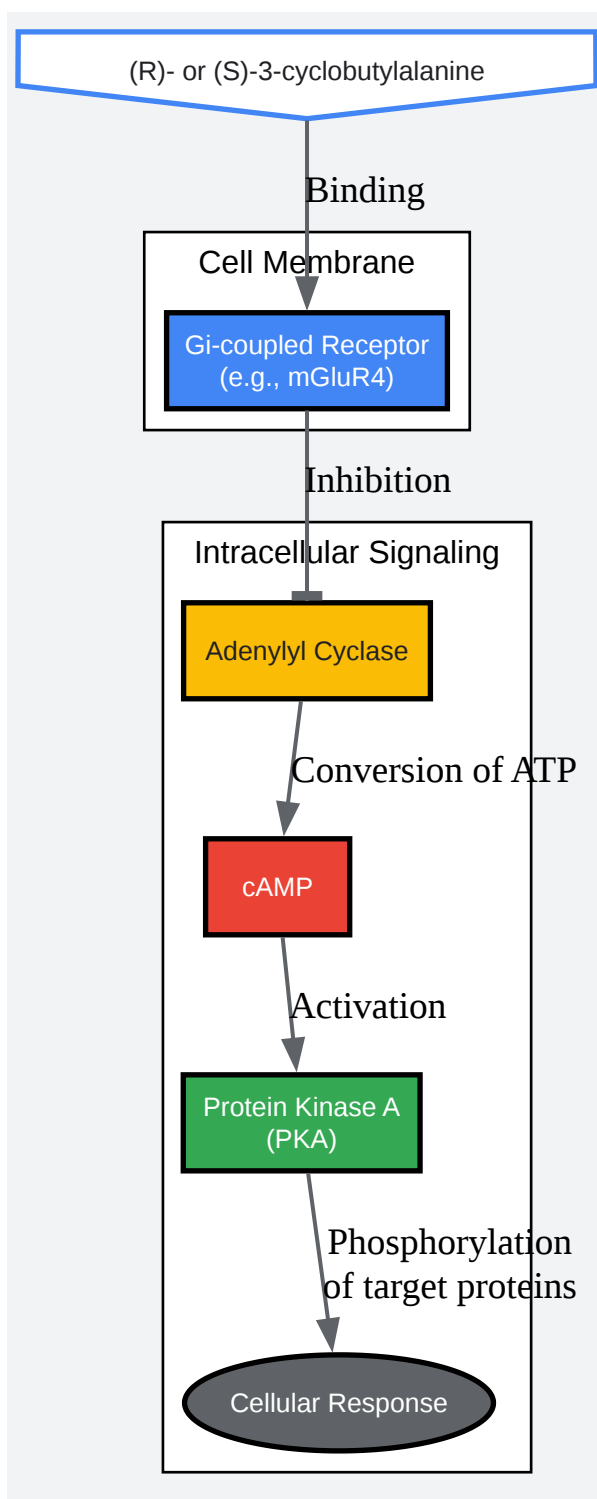 (R)- or (S)-3-cyclobutylalanine
Binding
Cell Membrane
Gi-coupled Receptor
(e.g., mGluR4)
Inhibition
Intracellular Signaling
Adenylyl Cyclase
Conversion of ATP
cAMP
Activation
Protein Kinase A
(PKA)
Phosphorylation
of target proteins
Cellular Response